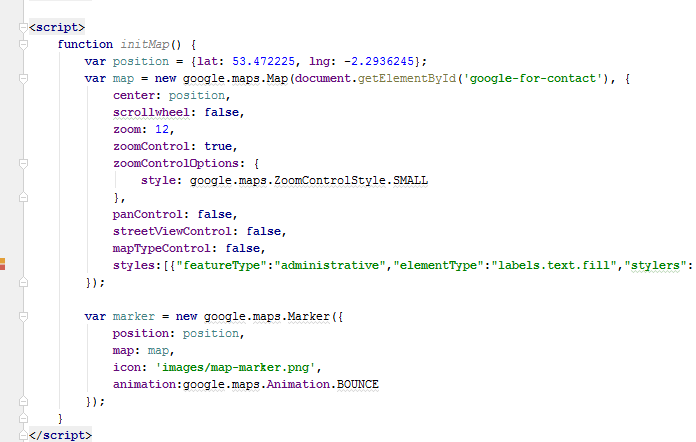 <script>
function initMap() {
var position = {lat: 53.472225, lng: -2.2936245};
var map = new google.maps.Map(document.getElementById('google-for-contact'), {
center: position,
scrollwheel: false,
zoom: 12,
zoomControl: true,
zoomControlOptions: {
style: google.maps.ZoomControlStyle.SMALL
},
panControl: false,
streetViewControl: false,
mapTypeControl: false,
styles:[{"featureType":"administrative","elementType":"labels.text.fill","stylers":
});
var marker = new google.maps.Marker({
position: position,
map: map,
icon: 'images/map-marker.png',
animation:google.maps.Animation.BOUNCE
});
}
</script>